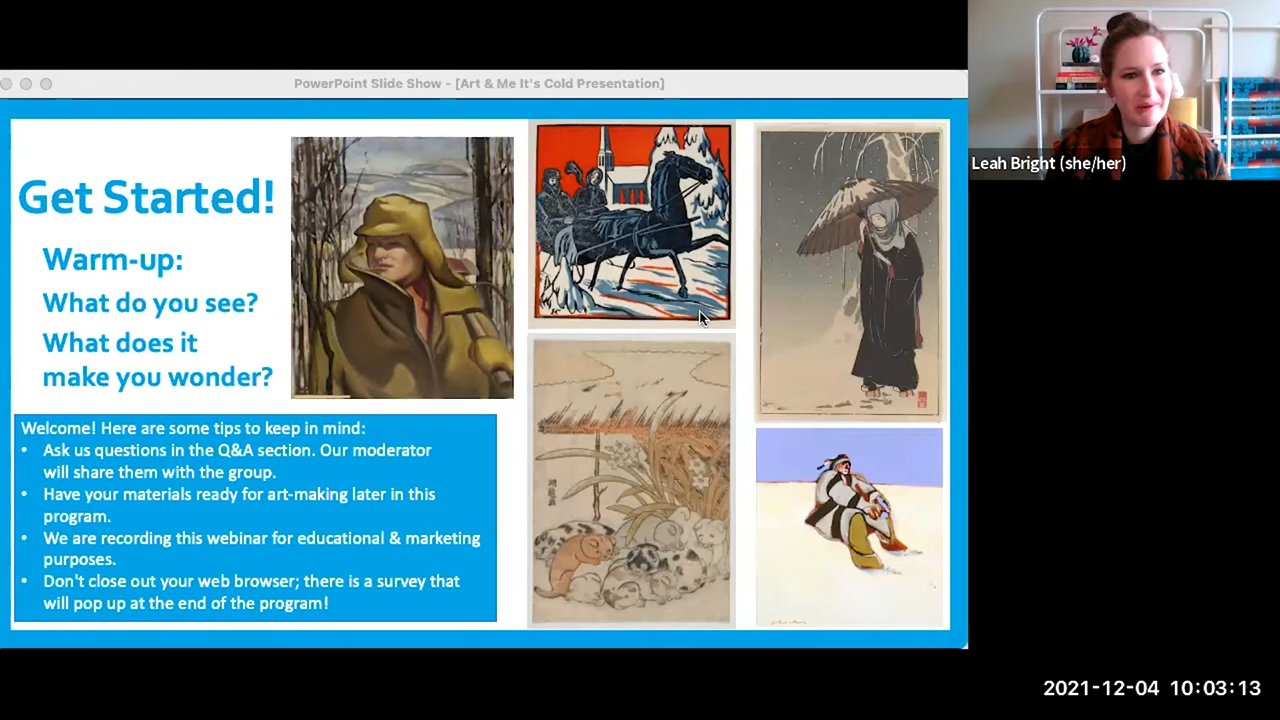 PowerPoint Slide Show - [Art & Me It's Cold Presentation]
Get Started!
Warm-up:
What do you see?
What does it
make you wonder?
Welcome! Here are some tips to keep in mind:
• Ask us questions in the Q&A section. Our moderator
will share them with the group.
• Have your materials ready for art-making later in this
program.
• We are recording this webinar for educational & marketing
purposes.
• Don't close out your web browser; there is a survey that
will pop up at the end of the program!
Leah Bright (she/her)
2021-12-04 10:03:13